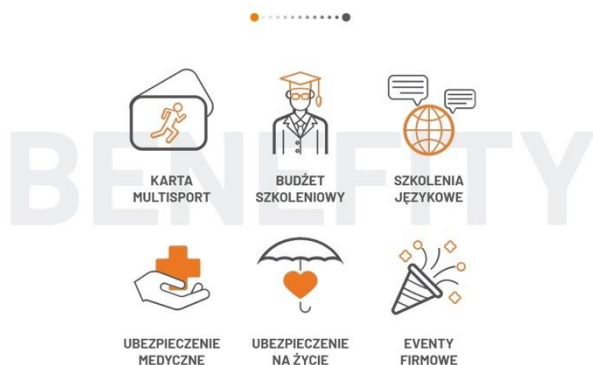 BENEFITY
KARTA
MULTISPORT
BUDŻET
SZKOLENIOWY
SZKOLENIA
JĘZYKOWE
UBEZPIECZENIE
MEDYCZNE
UBEZPIECZENIE
NA ŻYCIE
EVENTY
FIRMOWE